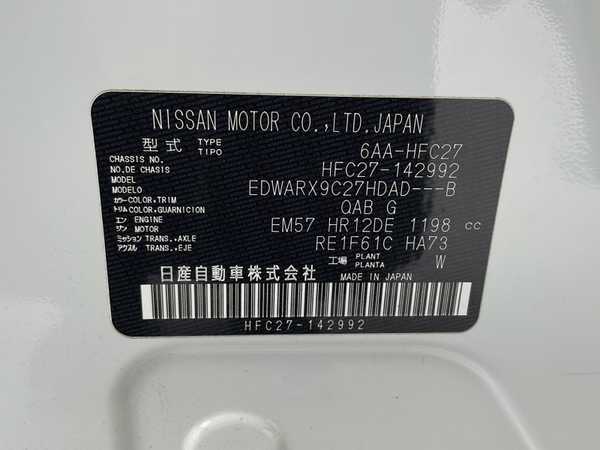 NISSAN MOTOR CO.,LTD.JAPAN
型式 TYPE TIPO 6AA-HFC27
CHASSIS NO. NO.DE CHASIS HFC27-142992
MODEL MODELO EDWARX9C27HDAD---B
カラー COLOR,TRIM トリム COLOR,GUARNICION QAB G
エンジン ENGINE MOTOR EM57 HR12DE 1198 cc
ミッション TRANS.,AXLE アクスル TRANS.,EJE RE1F61C HA73
工場 PLANT PLANTA W
日産自動車株式会社 MADE IN JAPAN
HFC27-142992